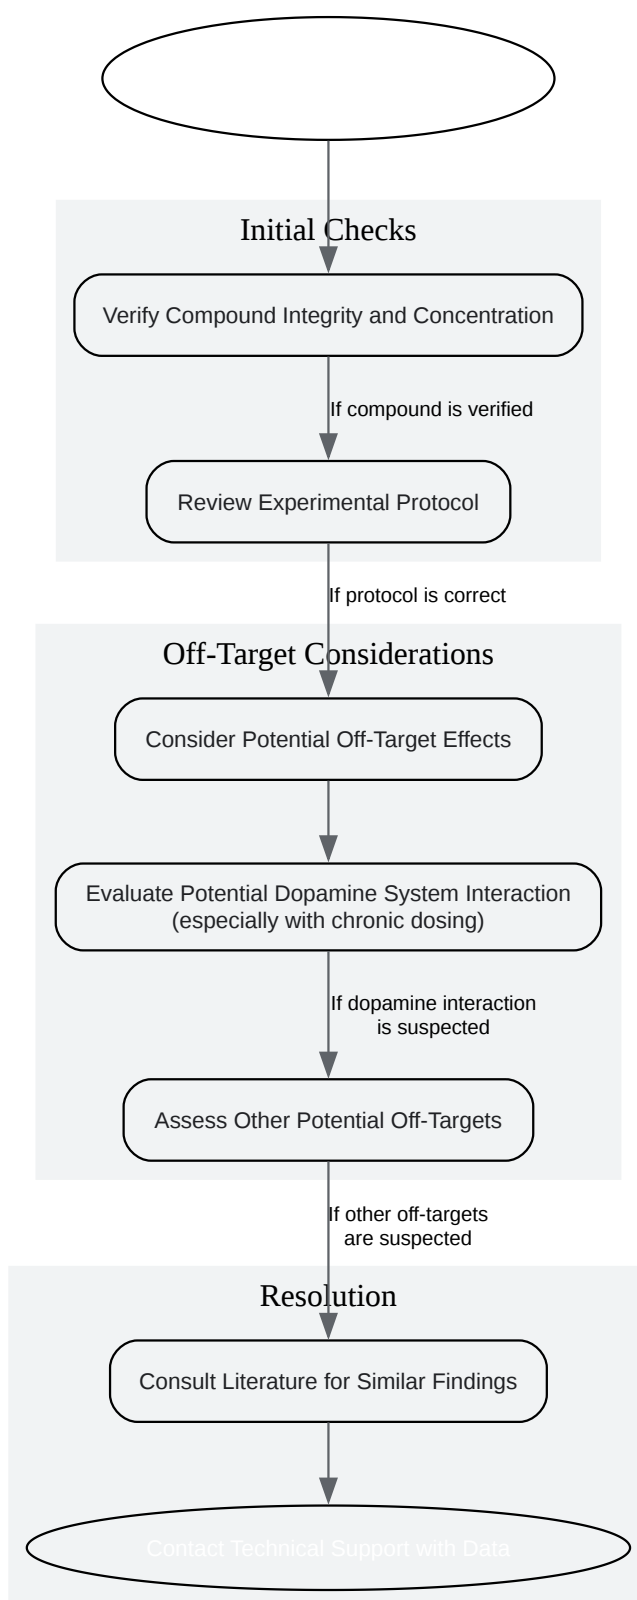 Initial Checks
Verify Compound Integrity and Concentration
If compound is verified
Review Experimental Protocol
If protocol is correct
Off-Target Considerations
Consider Potential Off-Target Effects
Evaluate Potential Dopamine System Interaction
(especially with chronic dosing)
If dopamine interaction
is suspected
Assess Other Potential Off-Targets
If other off-targets
are suspected
Resolution
Consult Literature for Similar Findings
Contact Technical Support with Data